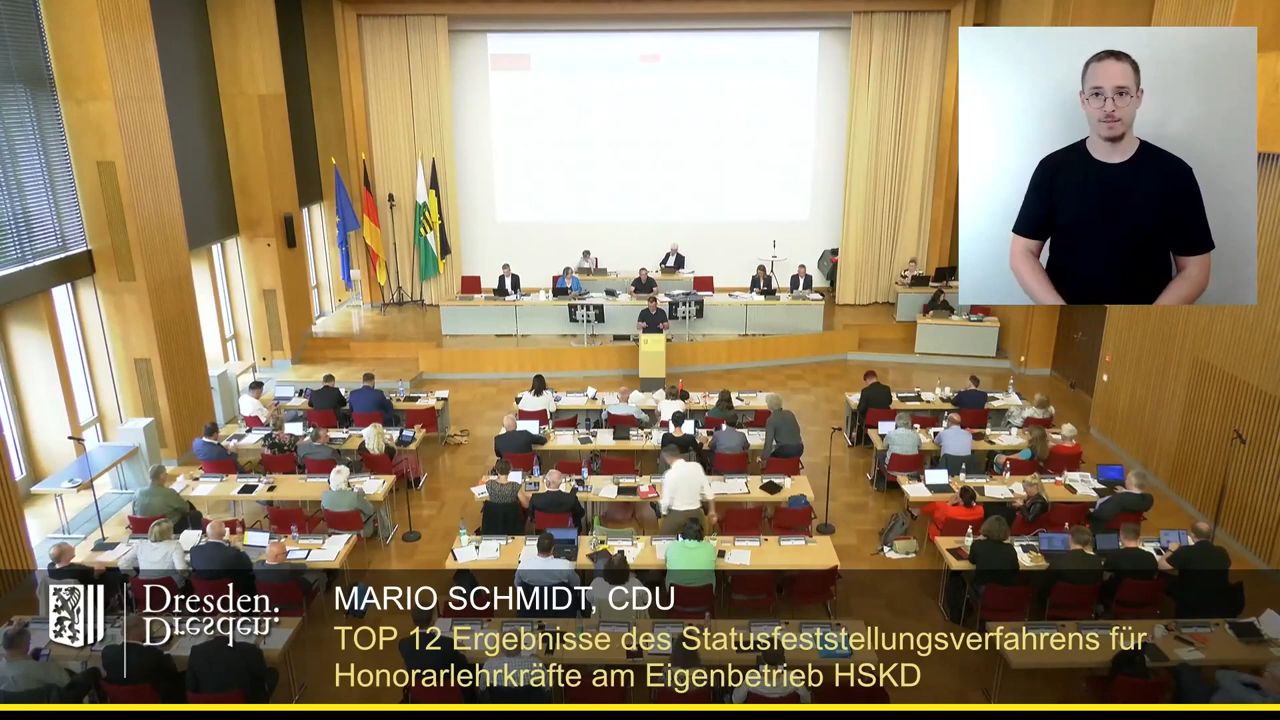 Dresden.
Dresden.
MARIO SCHMIDT, CDU
TOP 12 Ergebnisse des Statusfeststellungsverfahrens für
Honorarlehrkräfte am Eigenbetrieb HSKD